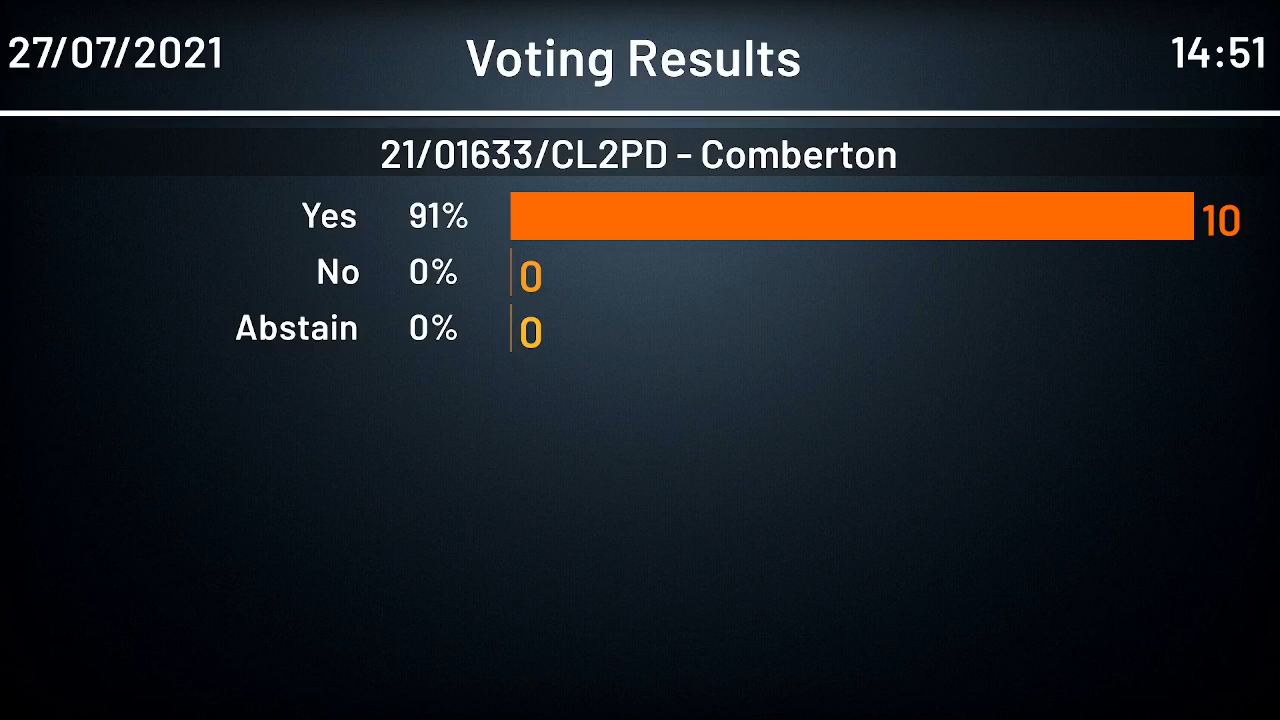 27/07/2021 Voting Results 14:51
21/01633/CL2PD - Comberton
Yes 91% 10
No 0% 0
Abstain 0% 0